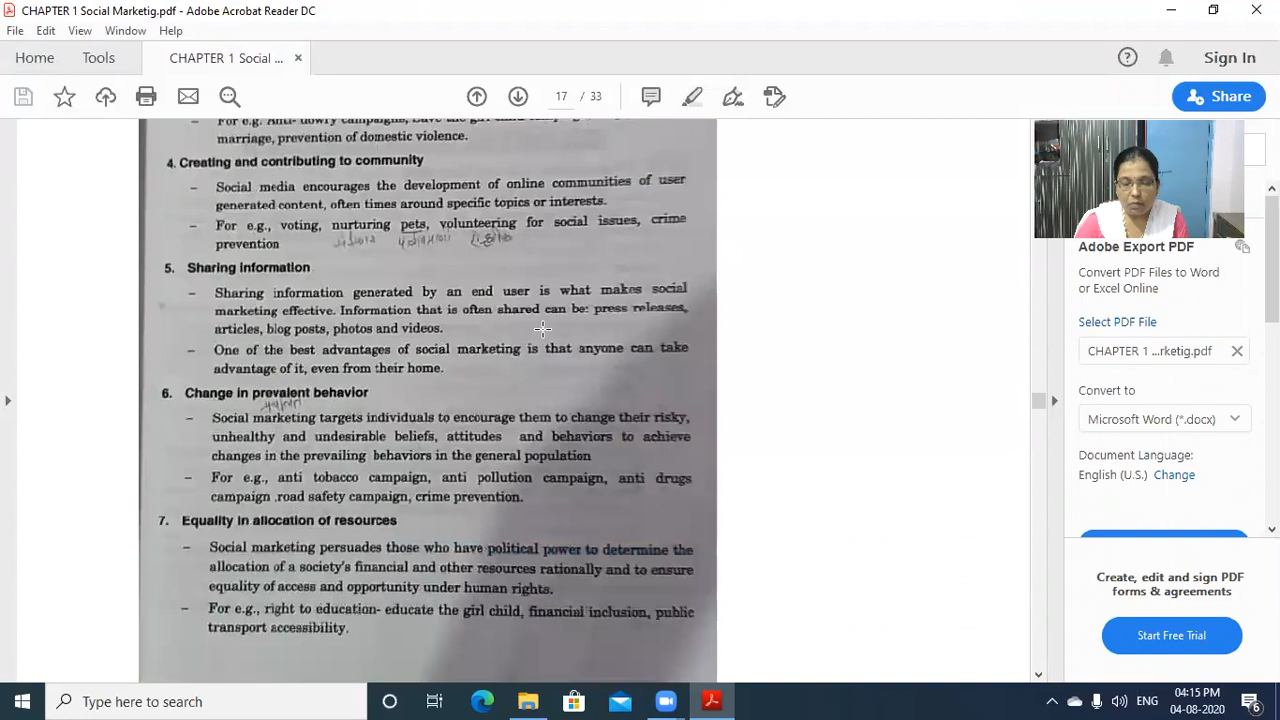 CHAPTER 1 Social Marketig.pdf - Adobe Acrobat Reader DC
File Edit View Window Help
Home Tools CHAPTER 1 Social ... × Sign In
17 / 33 Share
For e.g. Anti- dowry campaigns, Save the girl child
marriage, prevention of domestic violence.
4. Creating and contributing to community
– Social media encourages the development of online communities of user
generated content, often times around specific topics or interests.
– For e.g., voting, nurturing pets, volunteering for social issues, crime
prevention
5. Sharing information
– Sharing information generated by an end user is what makes social
marketing effective. Information that is often shared can be: press releases,
articles, blog posts, photos and videos.
– One of the best advantages of social marketing is that anyone can take
advantage of it, even from their home.
6. Change in prevalent behavior
– Social marketing targets individuals to encourage them to change their risky,
unhealthy and undesirable beliefs, attitudes and behaviors to achieve
changes in the prevailing behaviors in the general population
– For e.g., anti tobacco campaign, anti pollution campaign, anti drugs
campaign ,road safety campaign, crime prevention.
7. Equality in allocation of resources
– Social marketing persuades those who have political power to determine the
allocation of a society's financial and other resources rationally and to ensure
equality of access and opportunity under human rights.
– For e.g., right to education- educate the girl child, financial inclusion, public
transport accessibility.
Adobe Export PDF
Convert PDF Files to Word
or Excel Online
Select PDF File
CHAPTER 1 ...rketig.pdf ×
Convert to
Microsoft Word (*.docx)
Document Language:
English (U.S.) Change
Create, edit and sign PDF
forms & agreements
Start Free Trial
Type here to search
ENG
04:15 PM
04-08-2020
6